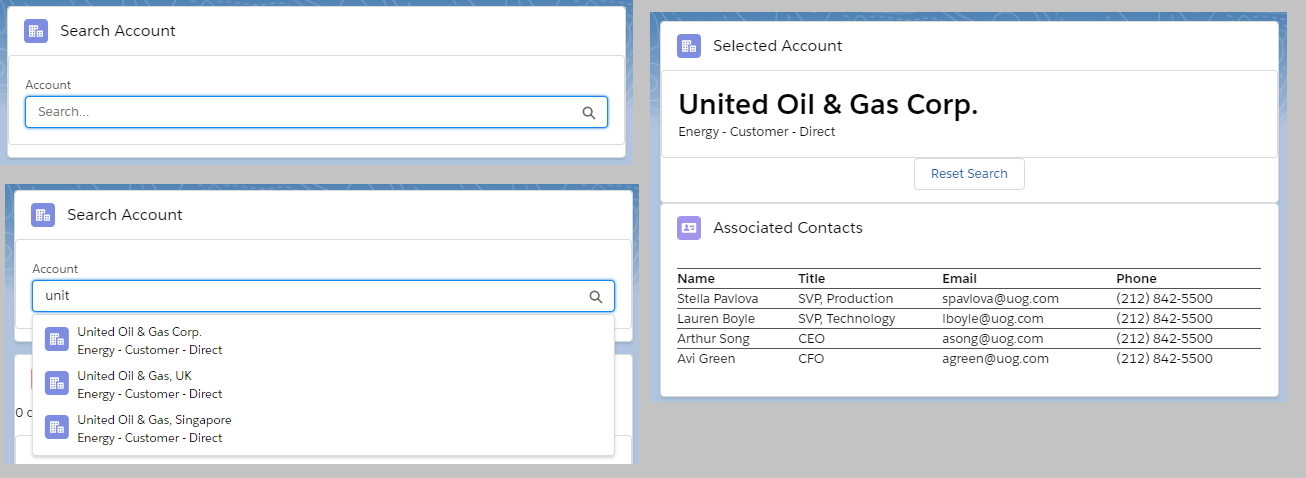 Search Account
Account
Search...
Search Account
Account
unit
United Oil & Gas Corp.
Energy - Customer - Direct
United Oil & Gas, UK
Energy - Customer - Direct
0 c
United Oil & Gas, Singapore
Energy - Customer - Direct
Selected Account
United Oil & Gas Corp.
Energy - Customer - Direct
Reset Search
Associated Contacts
Name Title Email Phone
Stella Pavlova SVP, Production spavlova@uog.com (212) 842-5500
Lauren Boyle SVP, Technology lboyle@uog.com (212) 842-5500
Arthur Song CEO asong@uog.com (212) 842-5500
Avi Green CFO agreen@uog.com (212) 842-5500